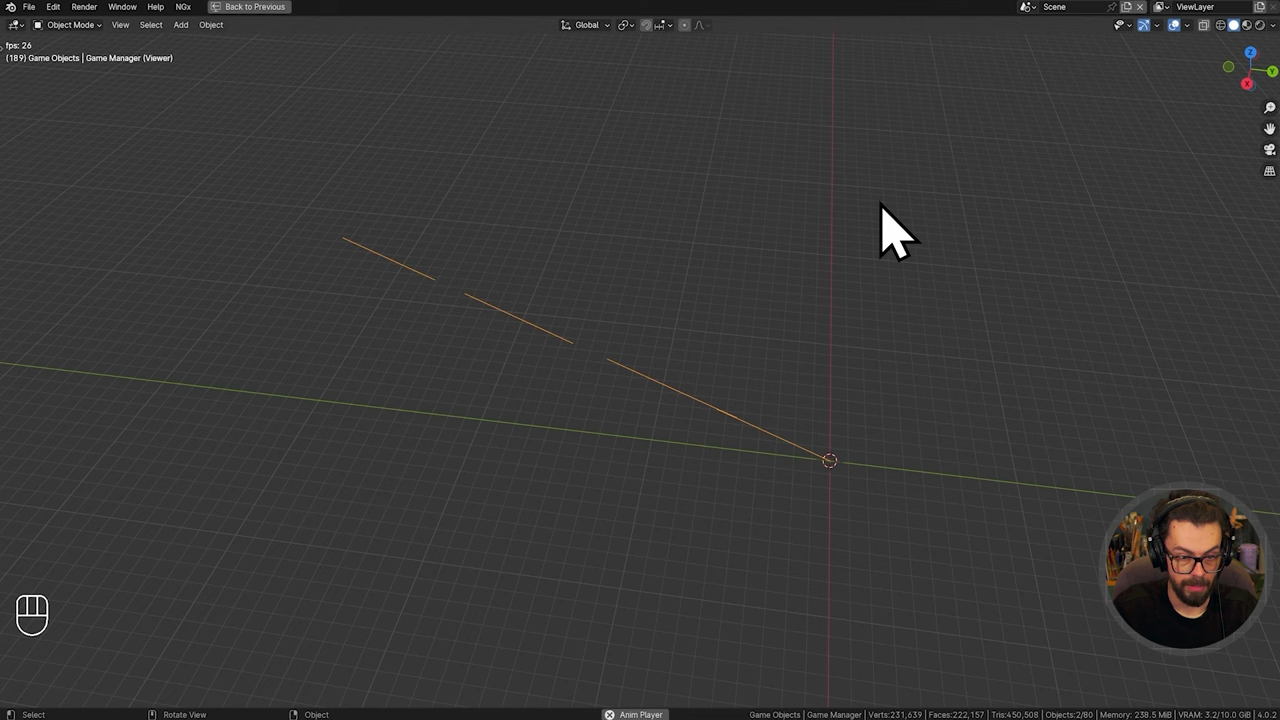 File Edit Render Window Help NGx Back to Previous Scene ViewLayer
Object Mode View Select Add Object Global
fps: 26
(189) Game Objects | Game Manager (Viewer)
Z
Y
X
Select Rotate View Object Anim Player Game Objects | Game Manager | Verts:231,639 | Faces:222,157 | Tris:450,508 | Objects:2/80 | Memory: 238.5 MiB | VRAM: 3.2/10.0 GiB | 4.0.2